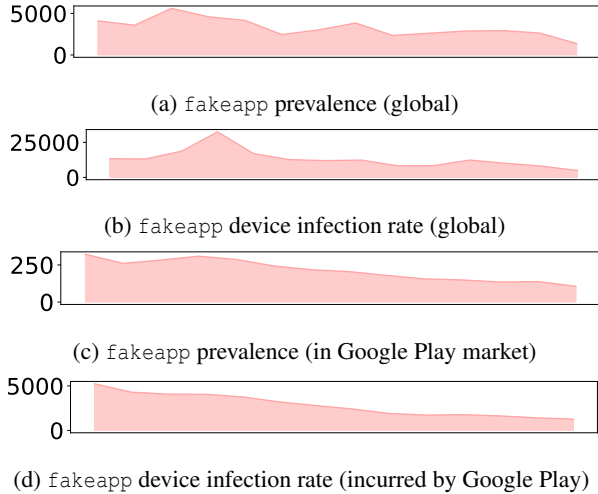 5000
0
(a) fakeapp prevalence (global)
25000
0
(b) fakeapp device infection rate (global)
250
0
(c) fakeapp prevalence (in Google Play market)
5000
0
(d) fakeapp device infection rate (incurred by Google Play)